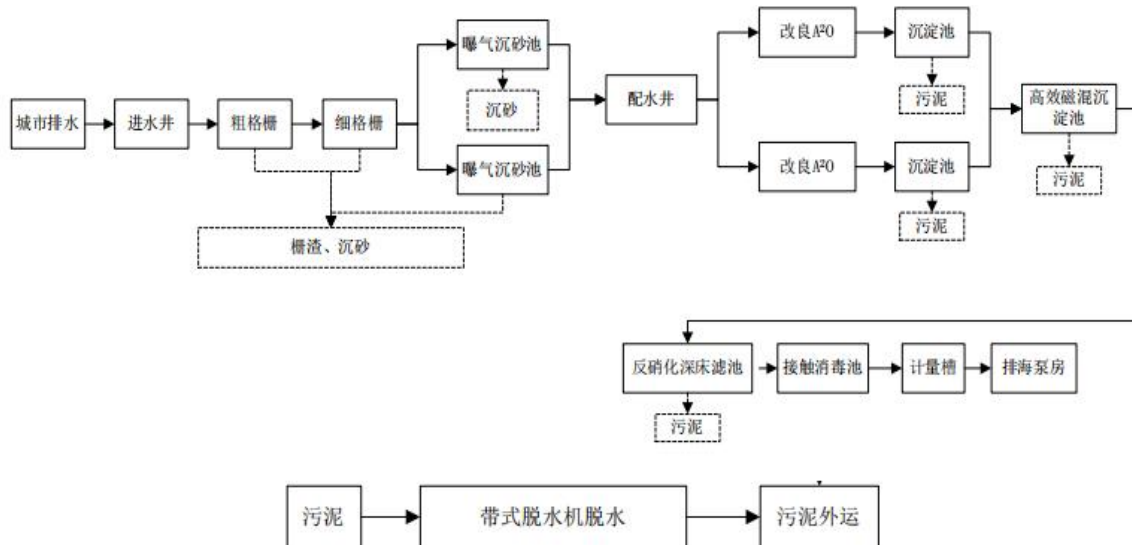 城市排水
进水井
粗格栅
细格栅
曝气沉砂池
沉砂
曝气沉砂池
栅渣、沉砂
配水井
改良A²O
沉淀池
污泥
改良A²O
沉淀池
污泥
高效磁混沉
淀池
污泥
反硝化深床滤池
污泥
接触消毒池
计量槽
排海泵房
污泥
带式脱水机脱水
污泥外运